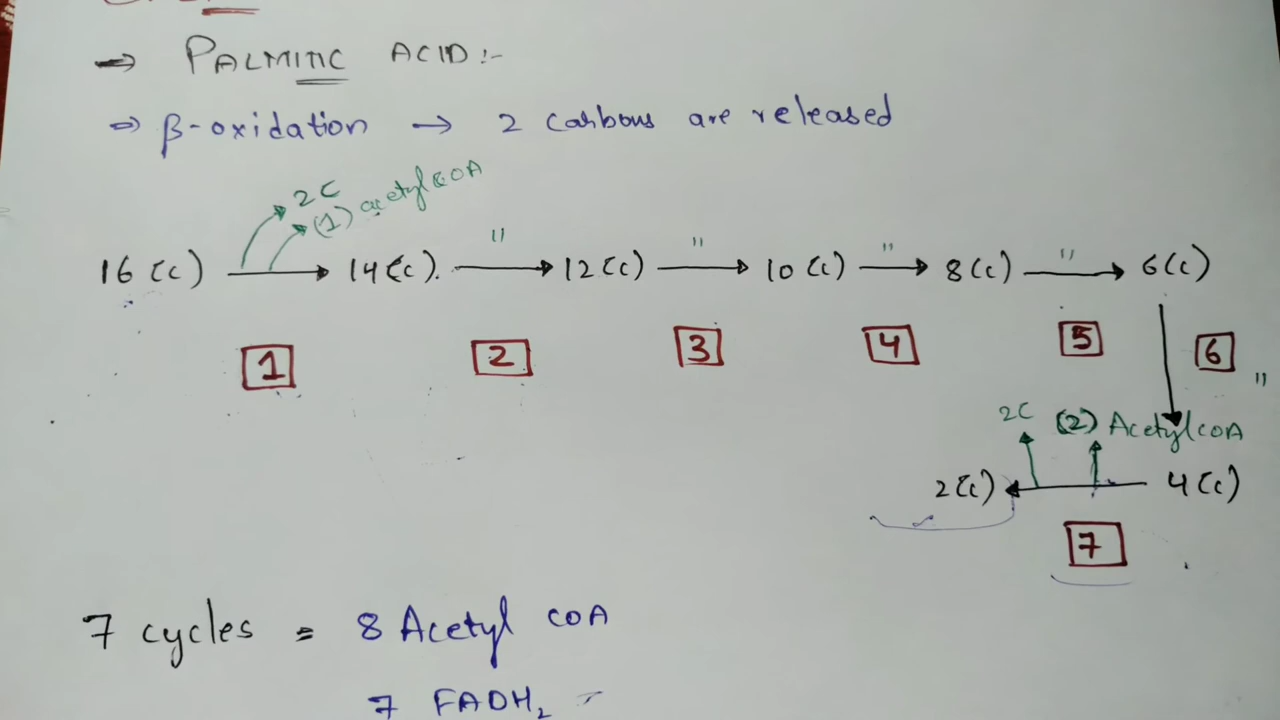 ⇒ PALMITIC ACID :-
⇒ β-oxidation → 2 carbons are released
2C
(1) acetyl COA
16 (c) → 14 (c). → 12 (c) → 10 (c) → 8 (c) → 6 (c)
" " " "
1 2 3 4 5 6 "
2C (2) Acetyl COA
2 (c) ← 4 (c)
7
7 cycles = 8 Acetyl COA
7 FADH₂